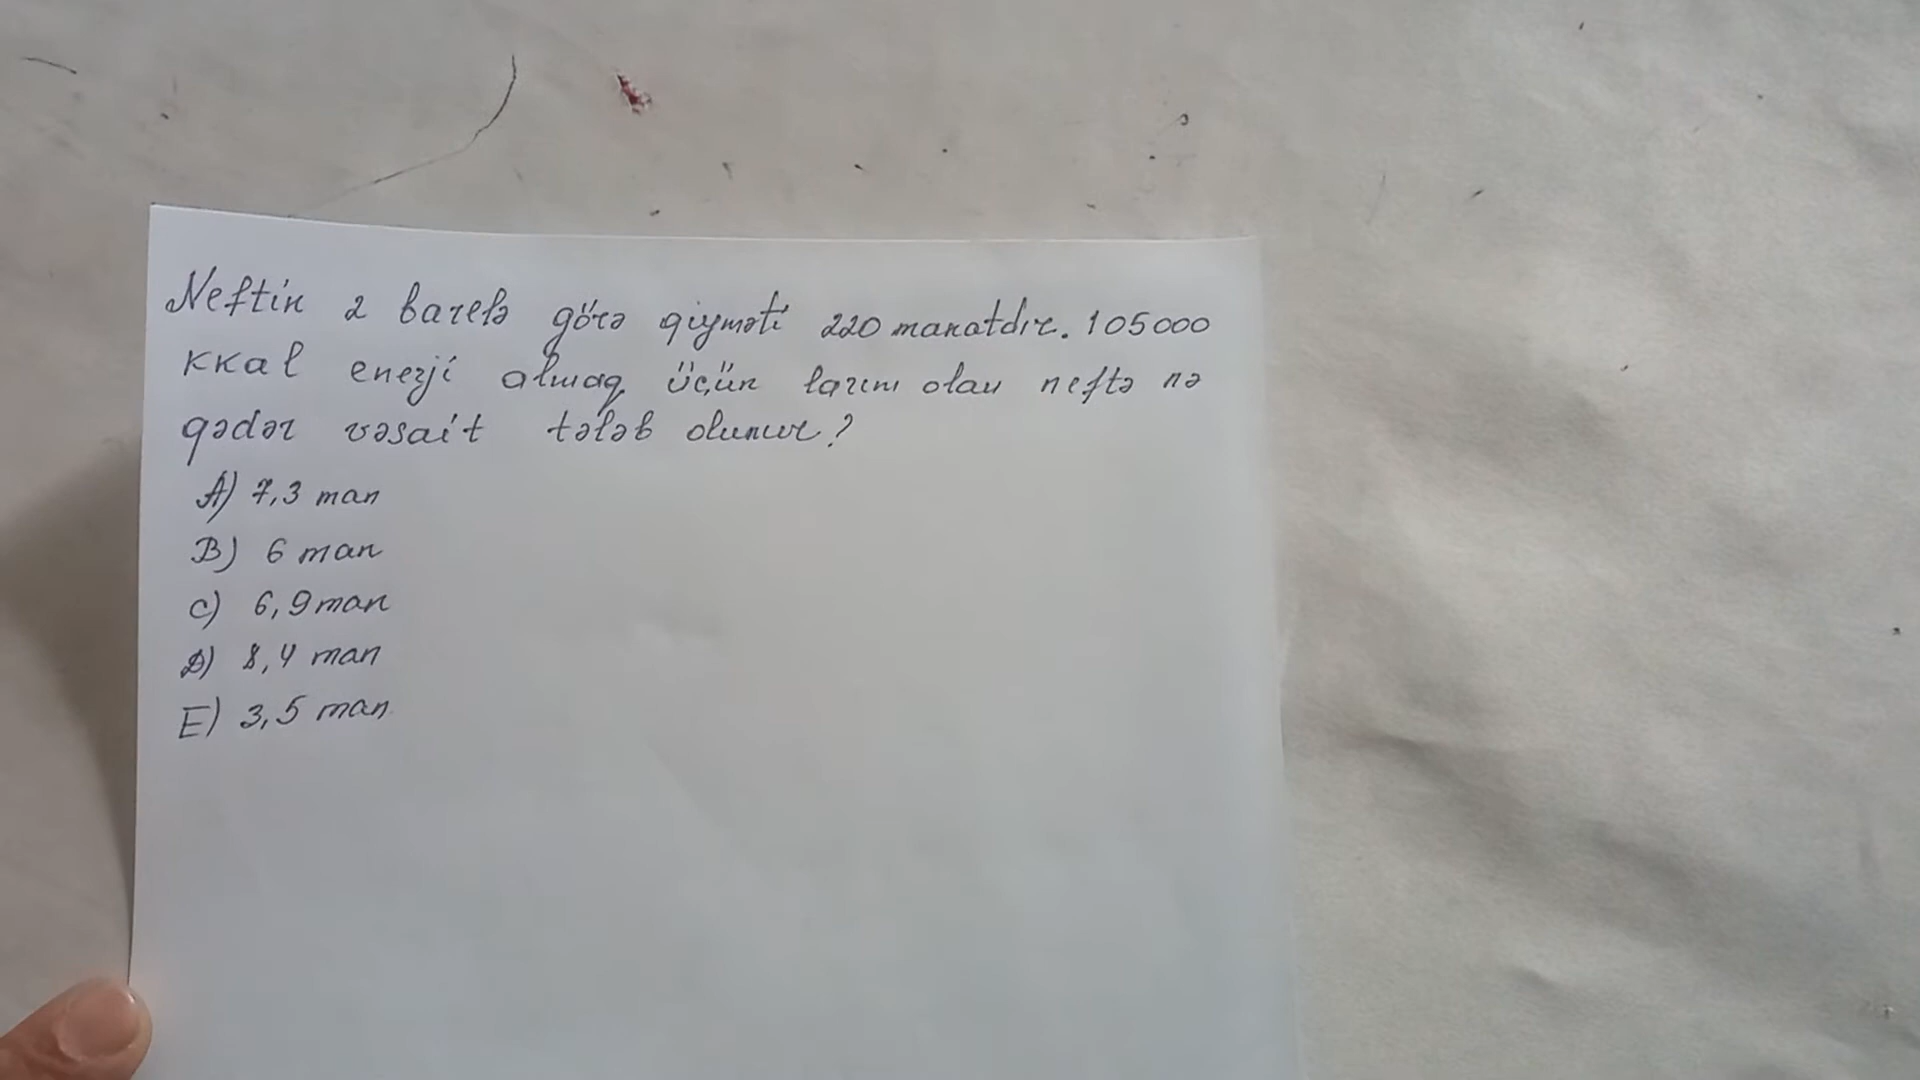 Neftin 2 barelə görə qiyməti 220 manatdır. 105000
kkal enerji almaq üçün lazım olan neftə nə
qədər vəsait tələb olunur?
A) 7,3 man
B) 6 man
C) 6,9 man
D) 8,4 man
E) 3,5 man